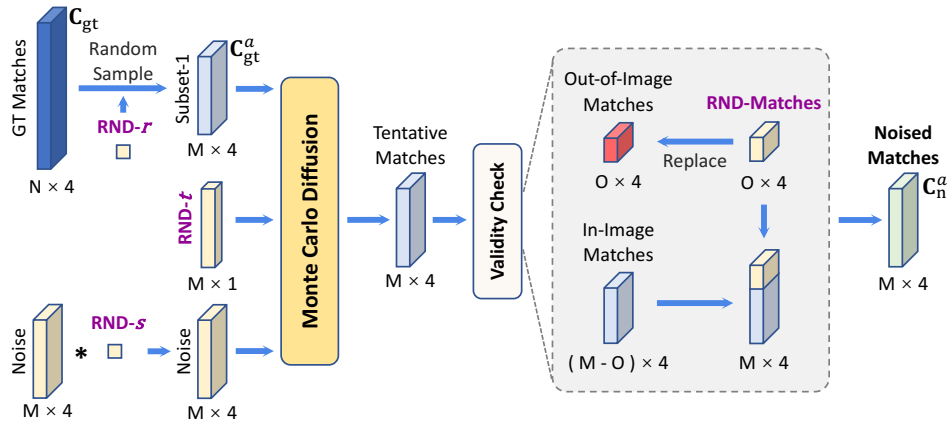 C_gt
GT Matches
N × 4
Random
Sample
RND-r
Subset-1
C^a_gt
M × 4
RND-t
M × 1
Noise
M × 4
*
RND-s
Noise
M × 4
Monte Carlo Diffusion
Tentative
Matches
M × 4
Validity Check
Out-of-Image
Matches
O × 4
Replace
RND-Matches
O × 4
In-Image
Matches
( M - O ) × 4
M × 4
Noised
Matches
C^a_n
M × 4